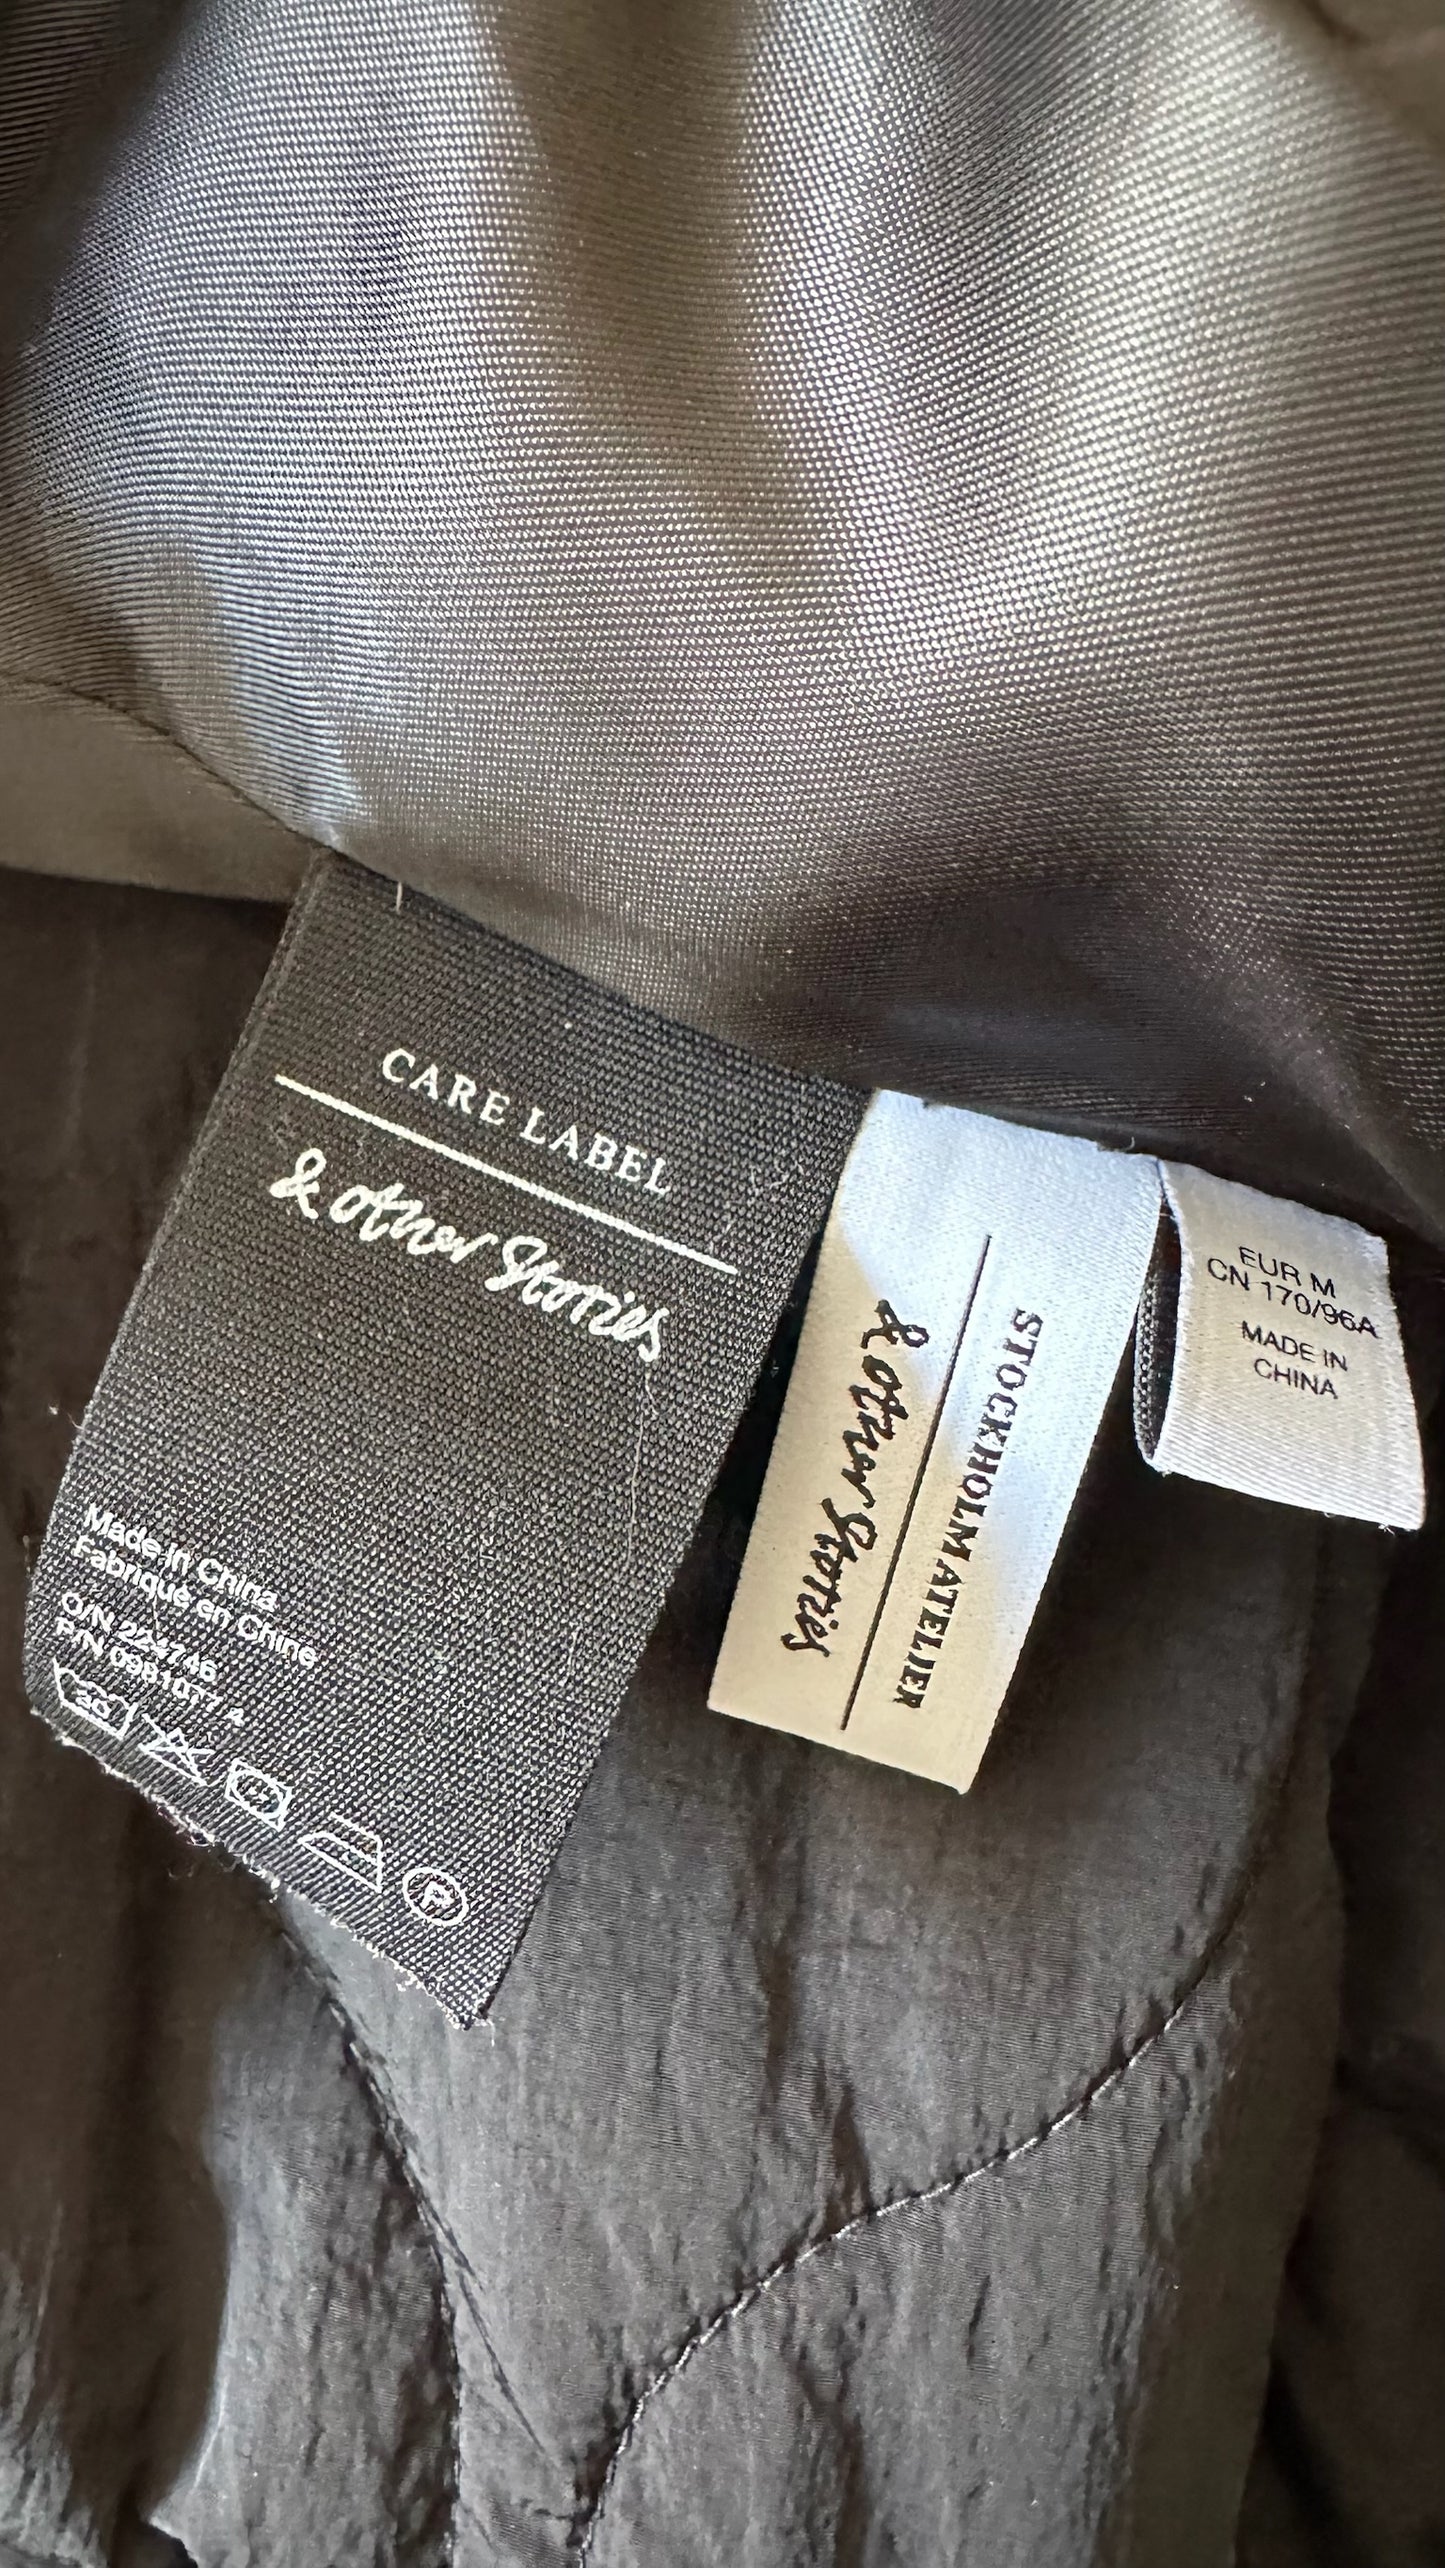 CARE LABEL
& other Stories
Made in China
Fabriqué en Chine
O/N 224746
30
P
STOCKHOLM ATELIER
& other Stories
EUR M
CN 170/96A
MADE IN
CHINA